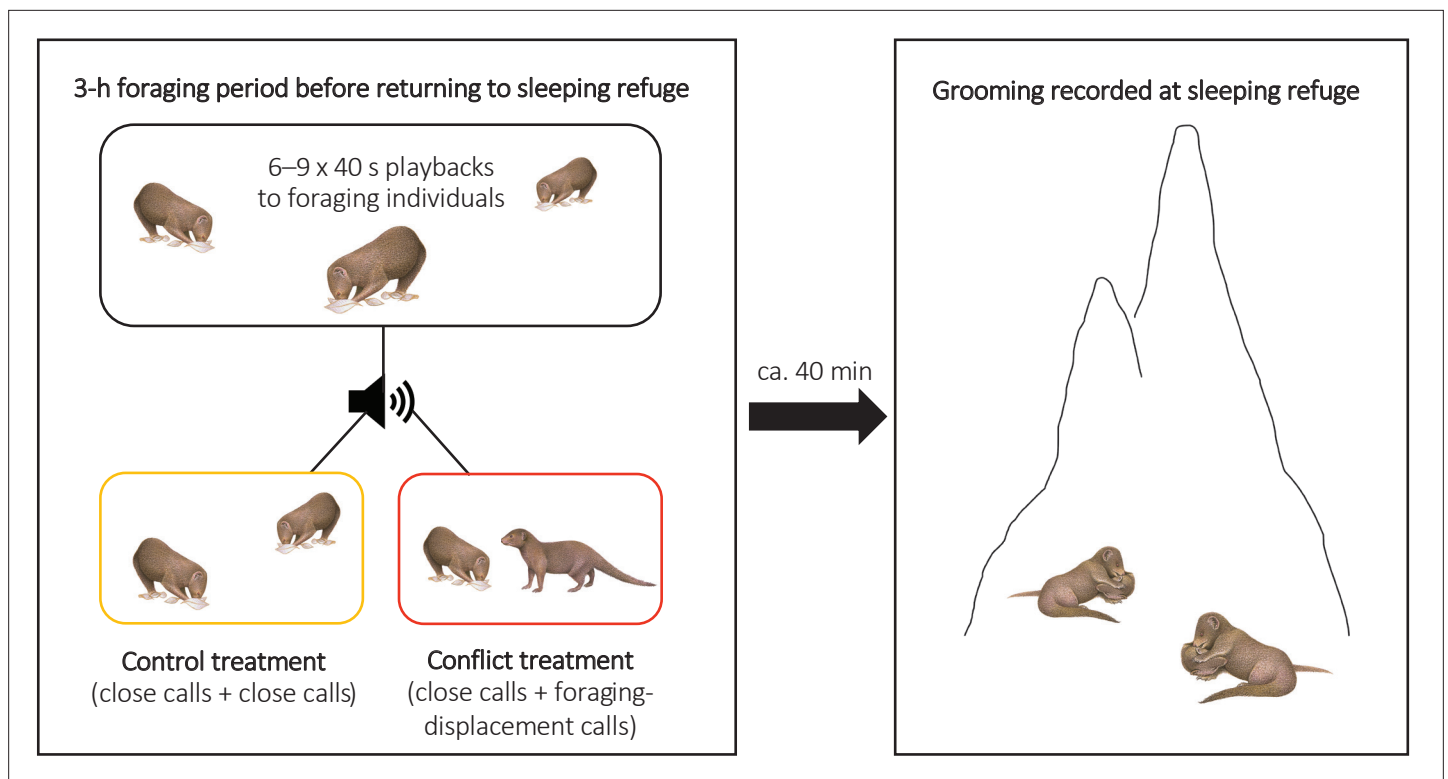 3-h foraging period before returning to sleeping refuge
6–9 x 40 s playbacks
to foraging individuals
Control treatment
(close calls + close calls)
Conflict treatment
(close calls + foraging-
displacement calls)
ca. 40 min
Grooming recorded at sleeping refuge